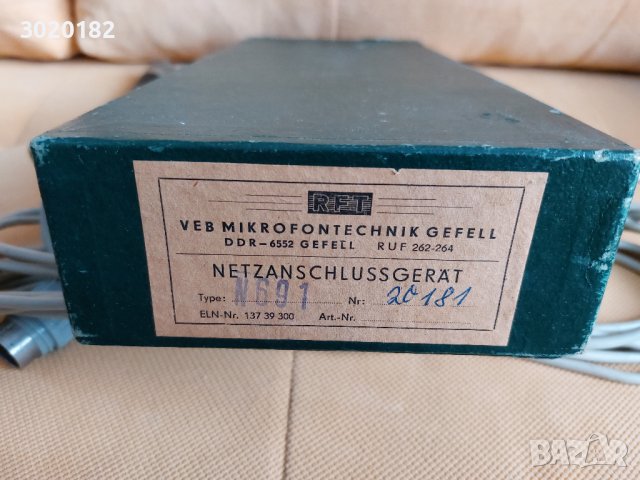 3020182
RFT
VEB MIKROFONTECHNIK GEFELL
DDR-6552 GEFELL RUF 262-264
NETZANSCHLUSSGERÄT
Type: N691 Nr: 20181
ELN-Nr. 137 39 300 Art.-Nr.
BAZAR